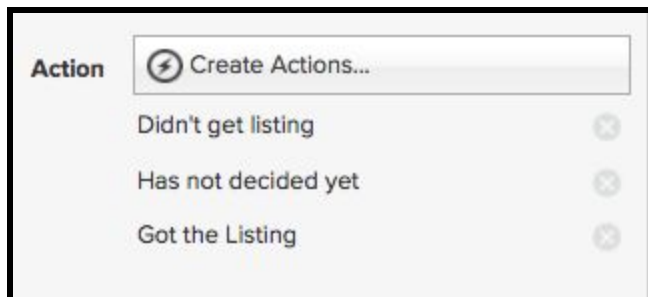 Action
Create Actions...
Didn't get listing
Has not decided yet
Got the Listing